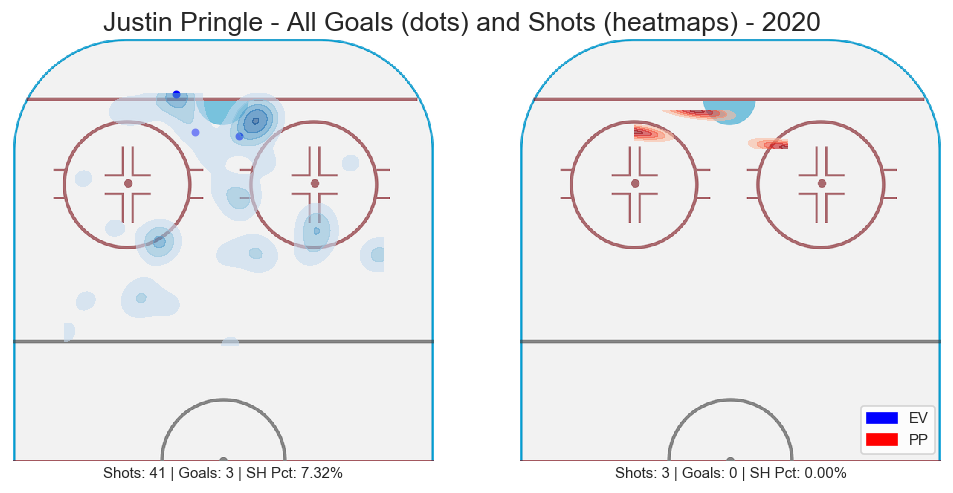 Justin Pringle - All Goals (dots) and Shots (heatmaps) - 2020
EV
PP
Shots: 41 | Goals: 3 | SH Pct: 7.32%
Shots: 3 | Goals: 0 | SH Pct: 0.00%